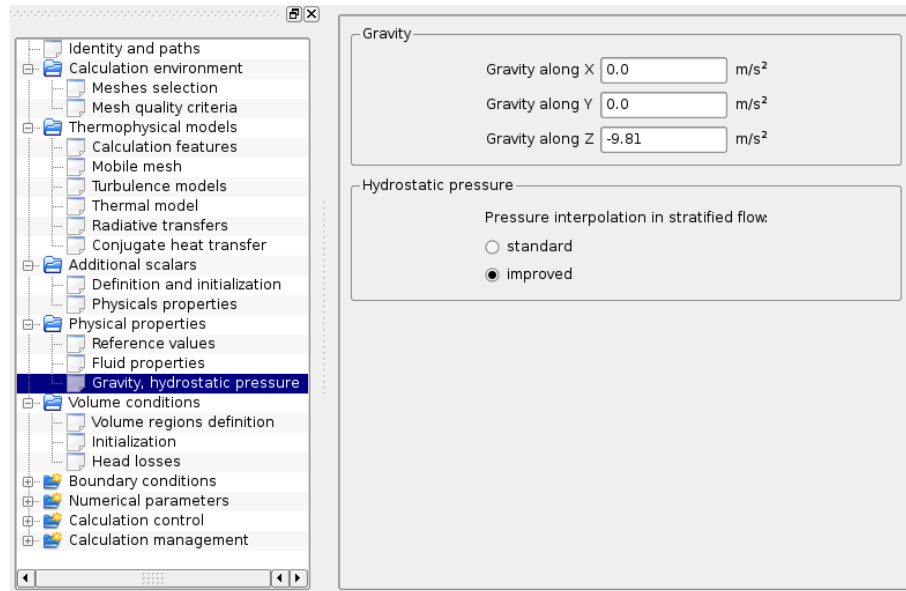 Identity and paths
Calculation environment
Meshes selection
Mesh quality criteria
Thermophysical models
Calculation features
Mobile mesh
Turbulence models
Thermal model
Radiative transfers
Conjugate heat transfer
Additional scalars
Definition and initialization
Physicals properties
Physical properties
Reference values
Fluid properties
Gravity, hydrostatic pressure
Volume conditions
Volume regions definition
Initialization
Head losses
Boundary conditions
Numerical parameters
Calculation control
Calculation management
Gravity
Gravity along X 0.0 m/s²
Gravity along Y 0.0 m/s²
Gravity along Z -9.81 m/s²
Hydrostatic pressure
Pressure interpolation in stratified flow:
standard
improved